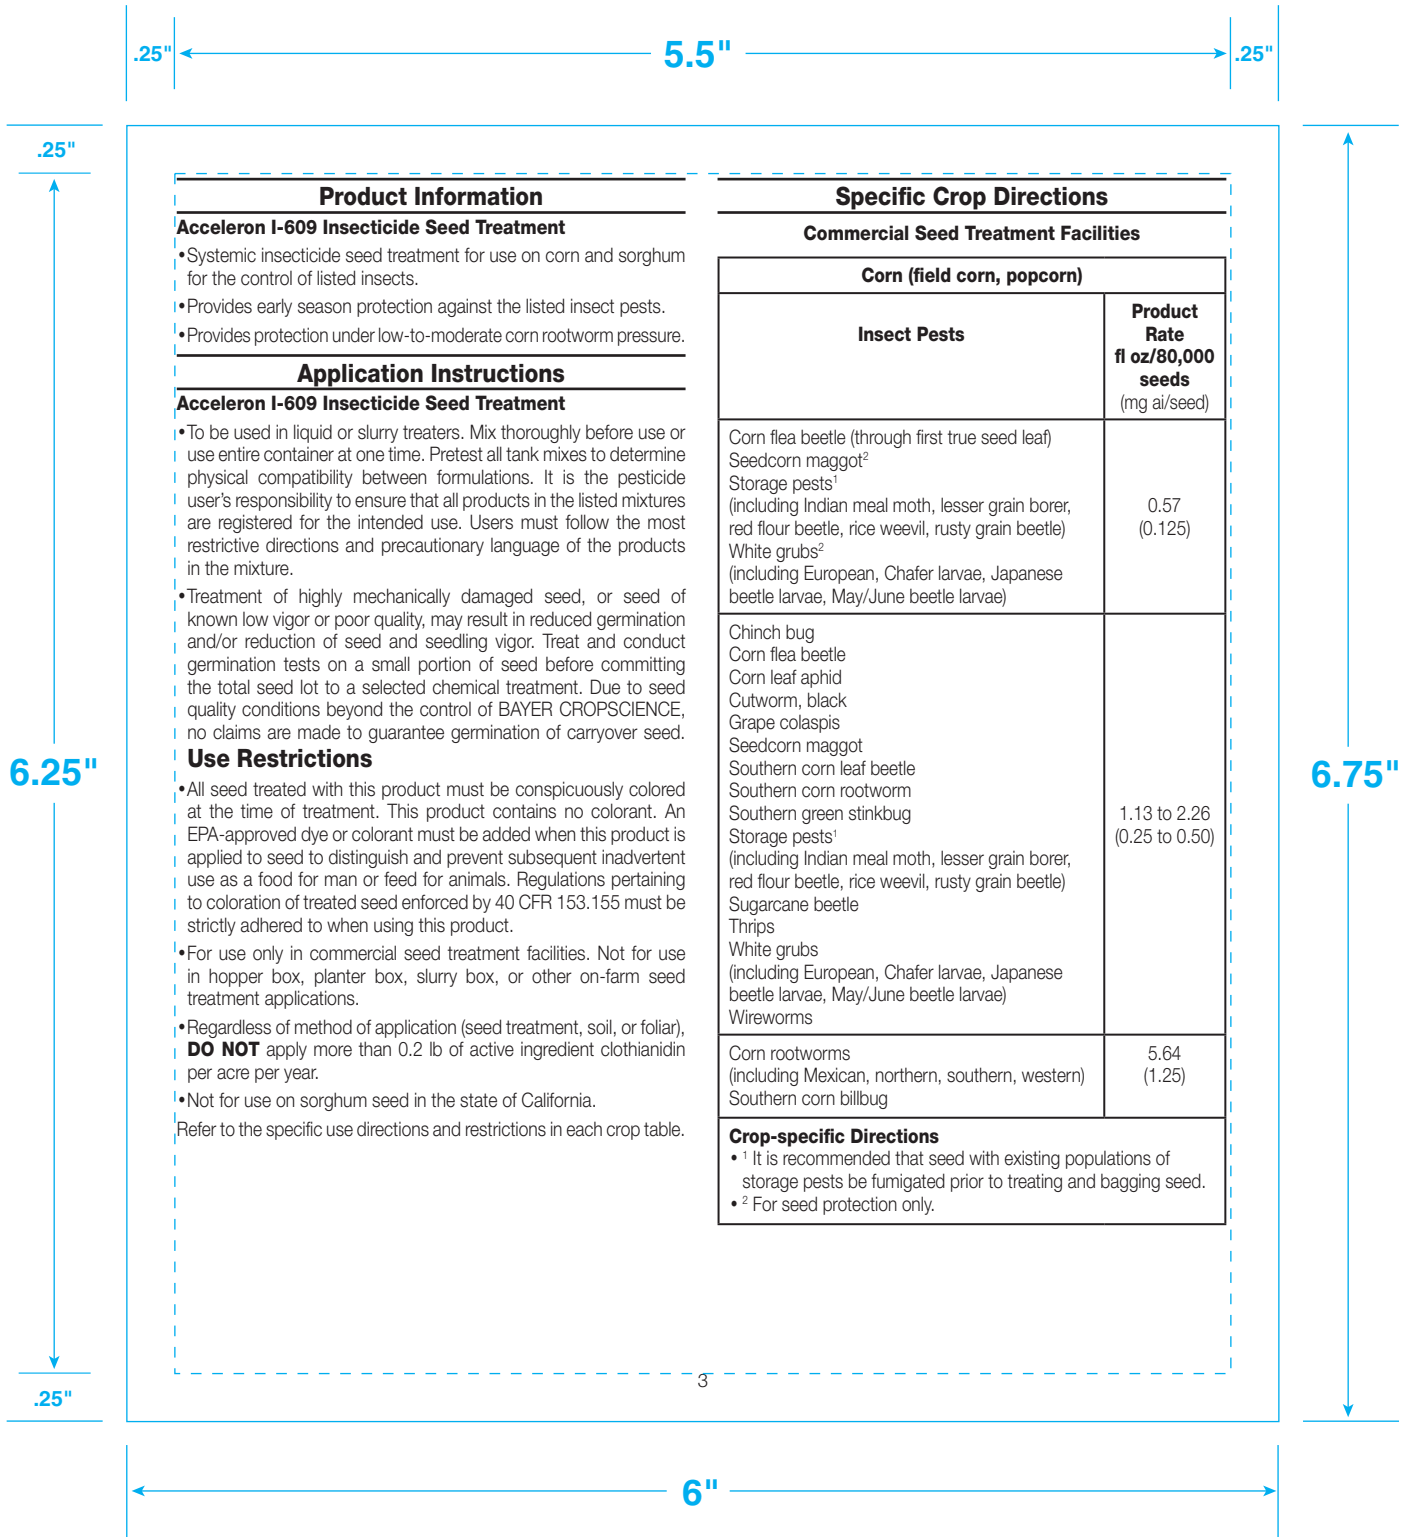 .25"
5.5"
.25"
.25"
6.25"
.25"
6.75"
6"
Product Information
Acceleron I-609 Insecticide Seed Treatment
•Systemic insecticide seed treatment for use on corn and sorghum
for the control of listed insects.
•Provides early season protection against the listed insect pests.
•Provides protection under low-to-moderate corn rootworm pressure.
Application Instructions
Acceleron I-609 Insecticide Seed Treatment
•To be used in liquid or slurry treaters. Mix thoroughly before use or
use entire container at one time. Pretest all tank mixes to determine
physical compatibility between formulations. It is the pesticide
user’s responsibility to ensure that all products in the listed mixtures
are registered for the intended use. Users must follow the most
restrictive directions and precautionary language of the products
in the mixture.
•Treatment of highly mechanically damaged seed, or seed of
known low vigor or poor quality, may result in reduced germination
and/or reduction of seed and seedling vigor. Treat and conduct
germination tests on a small portion of seed before committing
the total seed lot to a selected chemical treatment. Due to seed
quality conditions beyond the control of BAYER CROPSCIENCE,
no claims are made to guarantee germination of carryover seed.
Use Restrictions
•All seed treated with this product must be conspicuously colored
at the time of treatment. This product contains no colorant. An
EPA-approved dye or colorant must be added when this product is
applied to seed to distinguish and prevent subsequent inadvertent
use as a food for man or feed for animals. Regulations pertaining
to coloration of treated seed enforced by 40 CFR 153.155 must be
strictly adhered to when using this product.
•For use only in commercial seed treatment facilities. Not for use
in hopper box, planter box, slurry box, or other on-farm seed
treatment applications.
•Regardless of method of application (seed treatment, soil, or foliar),
DO NOT apply more than 0.2 lb of active ingredient clothianidin
per acre per year.
•Not for use on sorghum seed in the state of California.
Refer to the specific use directions and restrictions in each crop table.
Specific Crop Directions
Commercial Seed Treatment Facilities
Corn (field corn, popcorn)
Insect Pests
Product
Rate
fl oz/80,000
seeds
(mg ai/seed)
Corn flea beetle (through first true seed leaf)
Seedcorn maggot²
Storage pests¹
(including Indian meal moth, lesser grain borer,
red flour beetle, rice weevil, rusty grain beetle)
White grubs²
(including European, Chafer larvae, Japanese
beetle larvae, May/June beetle larvae)
0.57
(0.125)
Chinch bug
Corn flea beetle
Corn leaf aphid
Cutworm, black
Grape colaspis
Seedcorn maggot
Southern corn leaf beetle
Southern corn rootworm
Southern green stinkbug
Storage pests¹
(including Indian meal moth, lesser grain borer,
red flour beetle, rice weevil, rusty grain beetle)
Sugarcane beetle
Thrips
White grubs
(including European, Chafer larvae, Japanese
beetle larvae, May/June beetle larvae)
Wireworms
1.13 to 2.26
(0.25 to 0.50)
Corn rootworms
(including Mexican, northern, southern, western)
Southern corn billbug
5.64
(1.25)
Crop-specific Directions
• ¹ It is recommended that seed with existing populations of
storage pests be fumigated prior to treating and bagging seed.
• ² For seed protection only.
3